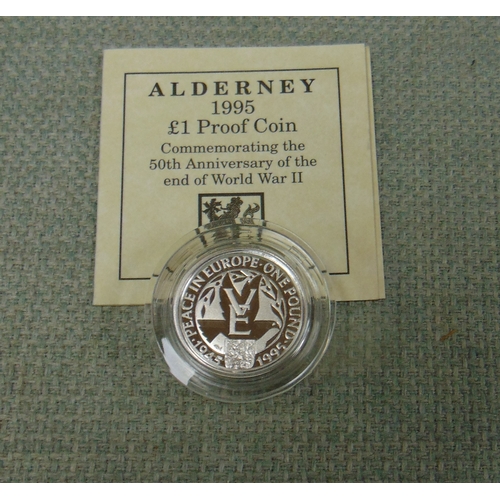 ALDERNEY
1995
£1 Proof Coin
Commemorating the
50th Anniversary of the
end of World War II
·PEACE IN EUROPE·ONE POUND·
VE
1945
1995